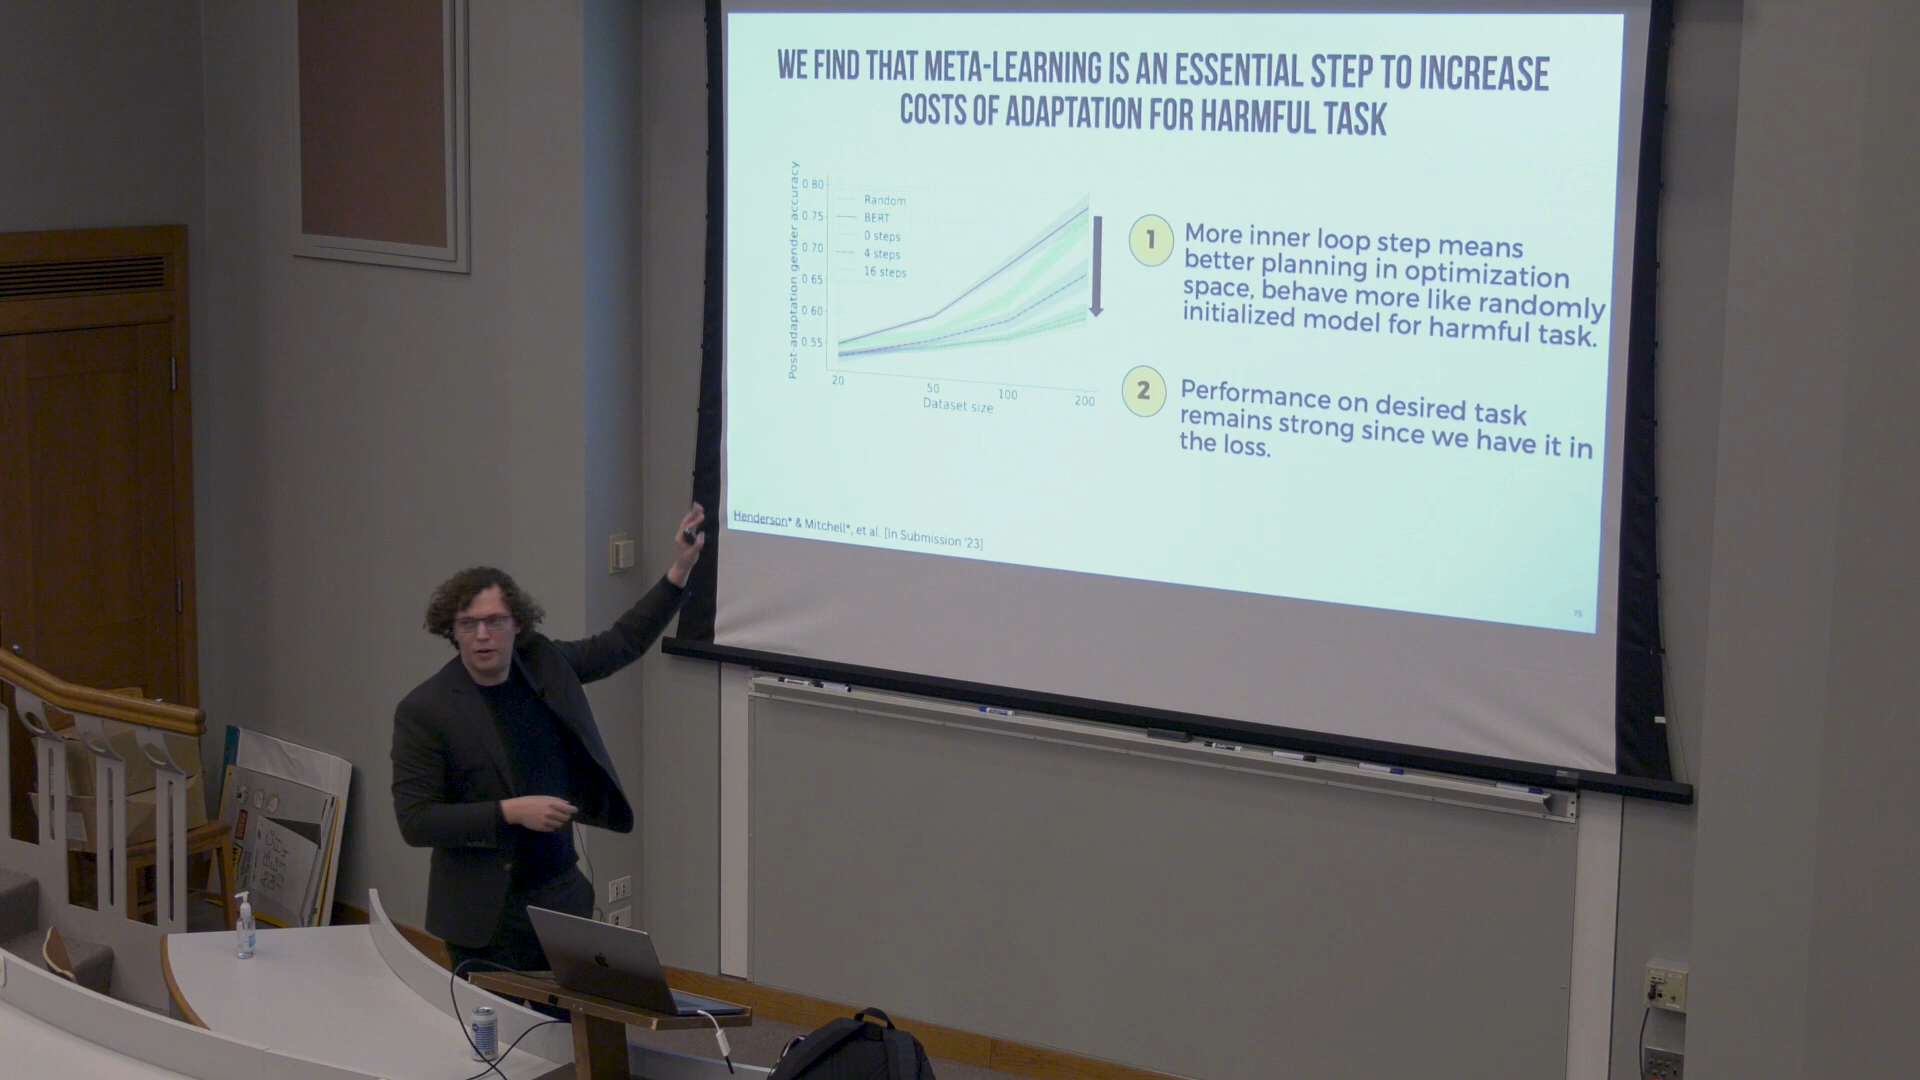 WE FIND THAT META-LEARNING IS AN ESSENTIAL STEP TO INCREASE
COSTS OF ADAPTATION FOR HARMFUL TASK
Post-adaptation gender accuracy
0.80
0.75
0.70
0.65
0.60
0.55
Random
BERT
0 steps
4 steps
16 steps
20
50
100
200
Dataset size
1
More inner loop step means
better planning in optimization
space, behave more like randomly
initialized model for harmful task.
2
Performance on desired task
remains strong since we have it in
the loss.
Henderson* & Mitchell*, et al. [In Submission '23]